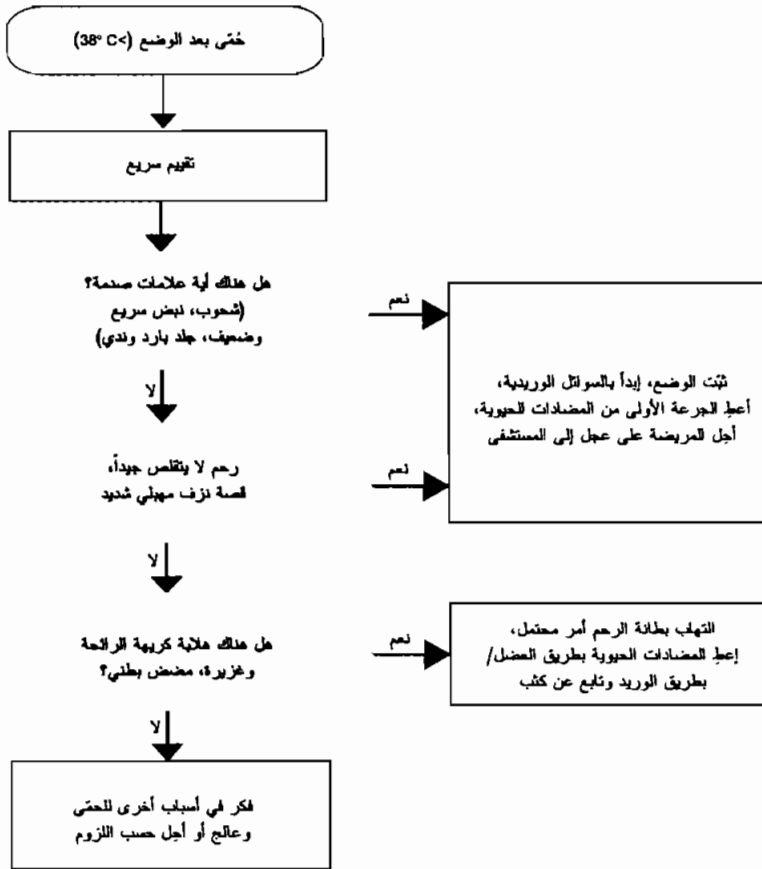 حُمّى بعد الوضع (>38° C)
تقييم سريع
هل هناك أية علامات صدمة؟
(شحوب، نبض سريع
وضعيف، جلد بارد وندي)
نعم
ثبّت الوضع، إبدأ بالسوائل الوريدية،
أعطِ الجرعة الأولى من المضادات الحيوية،
أحِل المريضة على عجل إلى المستشفى
لا
رحم لا يتقلص جيداً،
قصة نزف مهبلي شديد
نعم
لا
هل هناك هلابة كريهة الرائحة
وغزيرة، مضض بطني؟
نعم
التهاب بطانة الرحم أمر محتمل،
إعطِ المضادات الحيوية بطريق العضل/
بطريق الوريد وتابع عن كثب
لا
فكر في أسباب أخرى للحمّى
وعالج أو أحِل حسب اللزوم